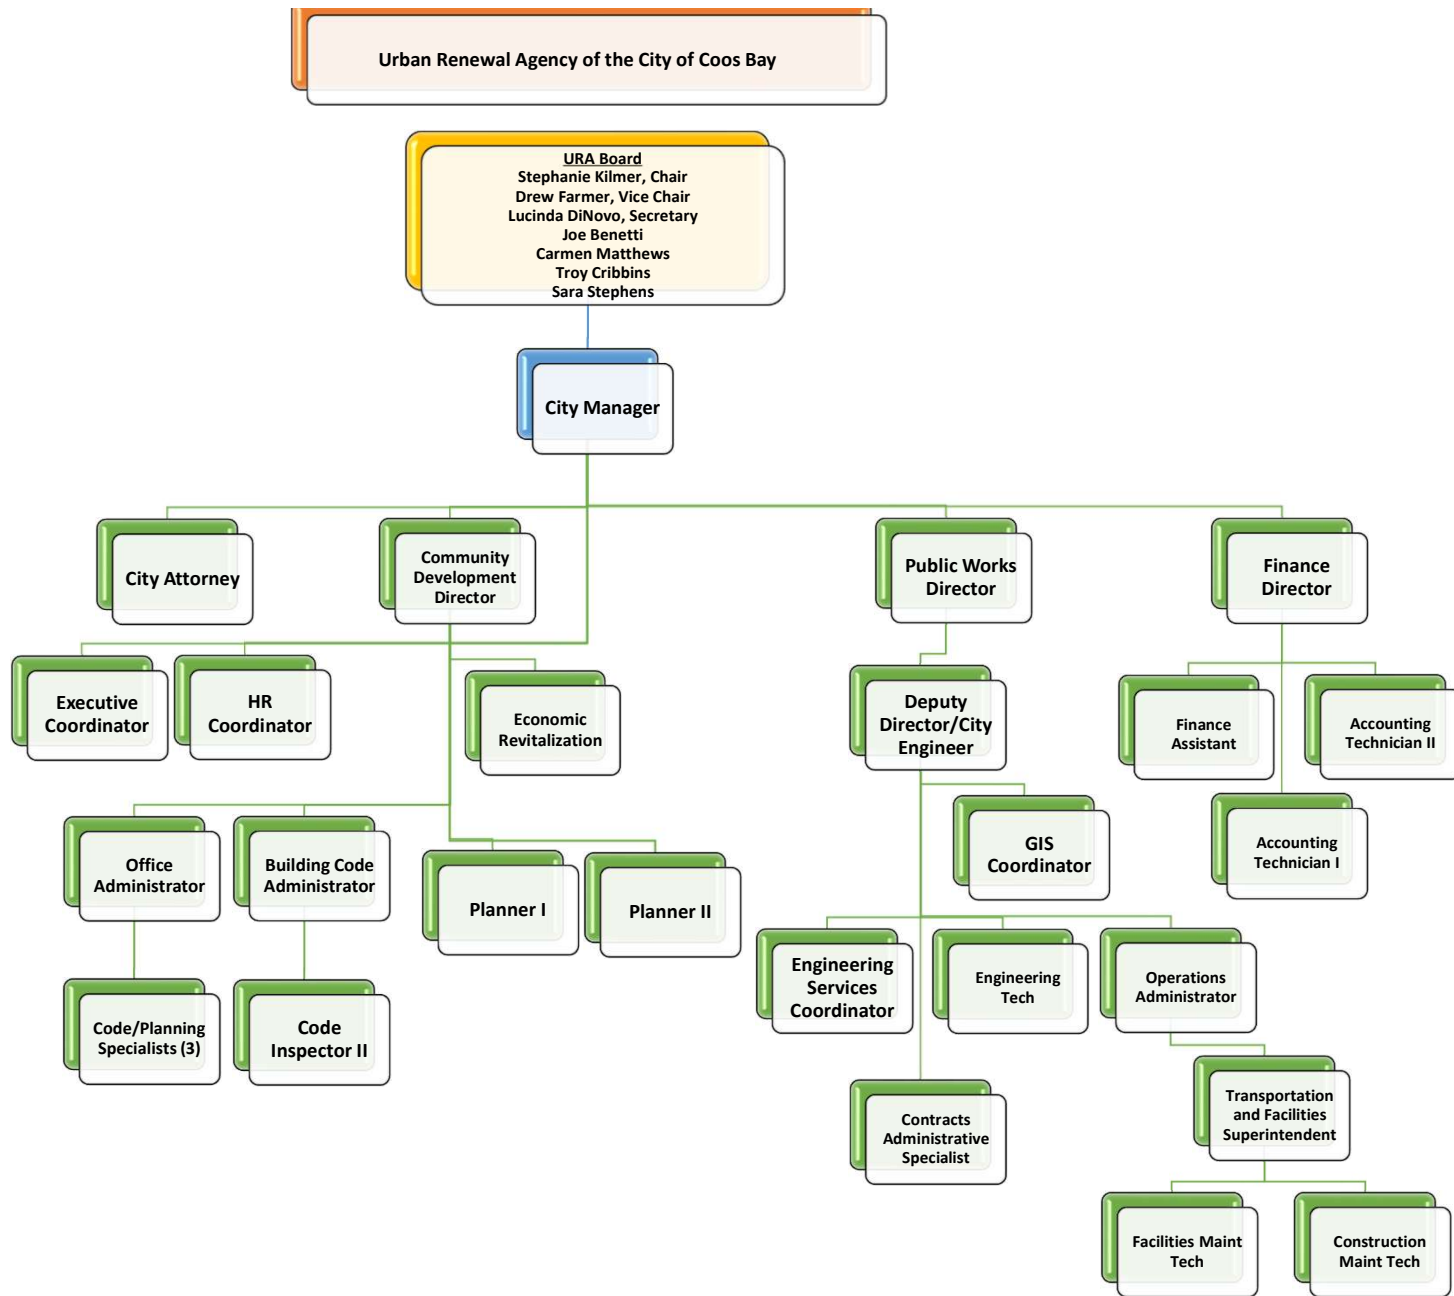 Urban Renewal Agency of the City of Coos Bay
URA Board
Stephanie Kilmer, Chair
Drew Farmer, Vice Chair
Lucinda DiNovo, Secretary
Joe Benetti
Carmen Matthews
Troy Cribbins
Sara Stephens
City Manager
City Attorney
Community
Development
Director
Public Works
Director
Finance
Director
Executive
Coordinator
HR
Coordinator
Economic
Revitalization
Deputy
Director/City
Engineer
Finance
Assistant
Accounting
Technician II
Office
Administrator
Building Code
Administrator
Planner I
Planner II
GIS
Coordinator
Accounting
Technician I
Code/Planning
Specialists (3)
Code
Inspector II
Engineering
Services
Coordinator
Engineering
Tech
Operations
Administrator
Contracts
Administrative
Specialist
Transportation
and Facilities
Superintendent
Facilities Maint
Tech
Construction
Maint Tech